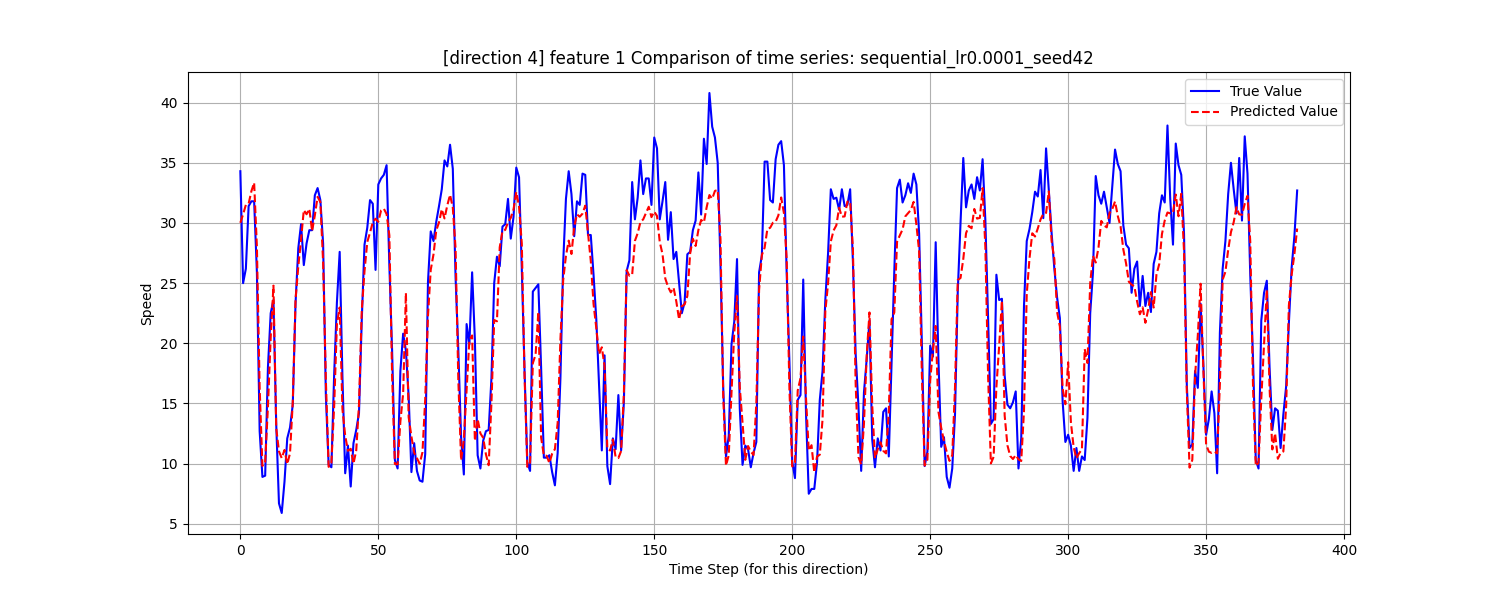 [direction 4] feature 1 Comparison of time series: sequential_lr0.0001_seed42
True Value
Predicted Value
Speed
40
35
30
25
20
15
10
5
0 50 100 150 200 250 300 350 400
Time Step (for this direction)